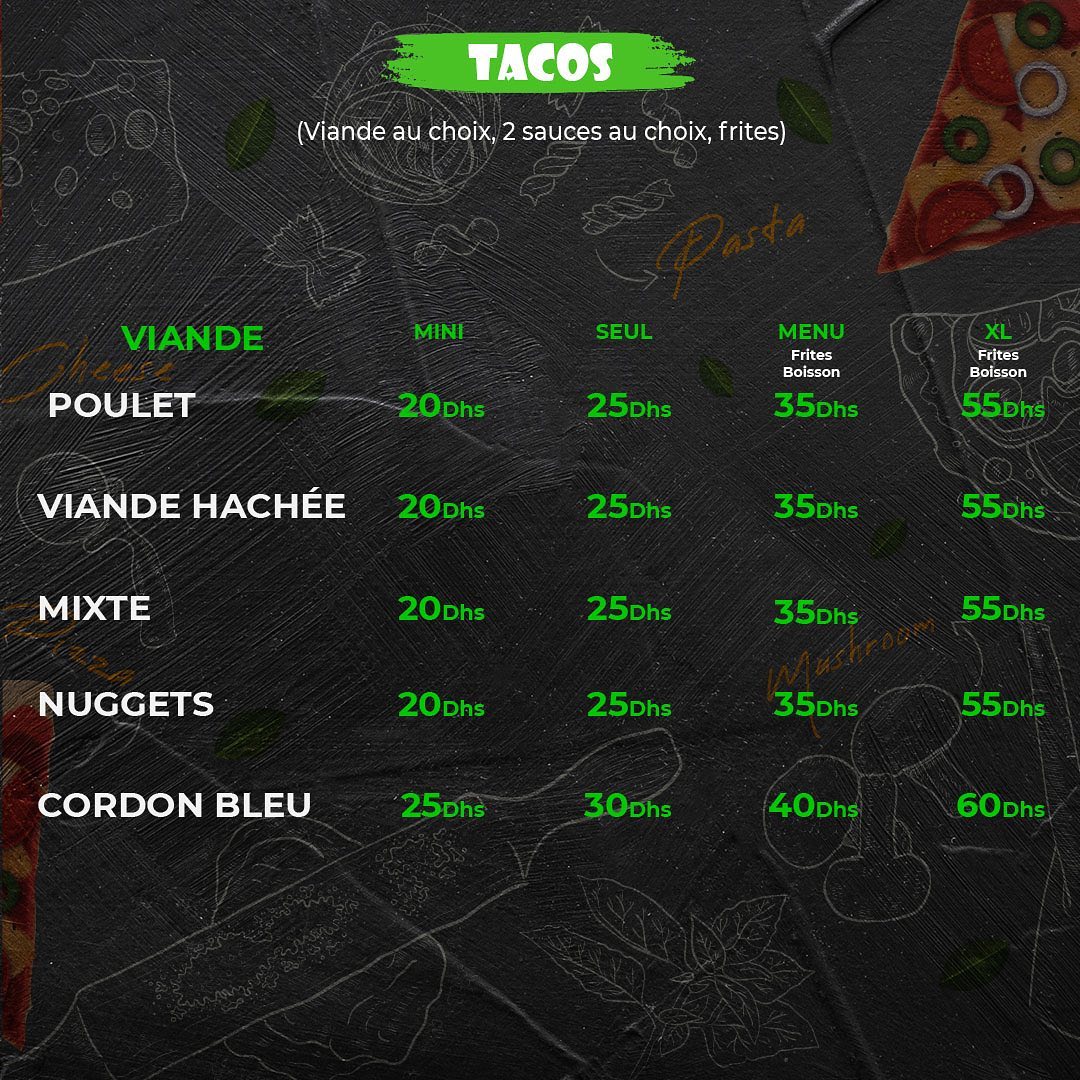 TACOS
(Viande au choix, 2 sauces au choix, frites)
Pasta
VIANDE MINI SEUL MENU XL
Frites Frites
Boisson Boisson
Cheese
POULET 20Dhs 25Dhs 35Dhs 55Dhs
VIANDE HACHÉE 20Dhs 25Dhs 35Dhs 55Dhs
MIXTE 20Dhs 25Dhs 35Dhs 55Dhs
Pizza
Mushroom
NUGGETS 20Dhs 25Dhs 35Dhs 55Dhs
CORDON BLEU 25Dhs 30Dhs 40Dhs 60Dhs